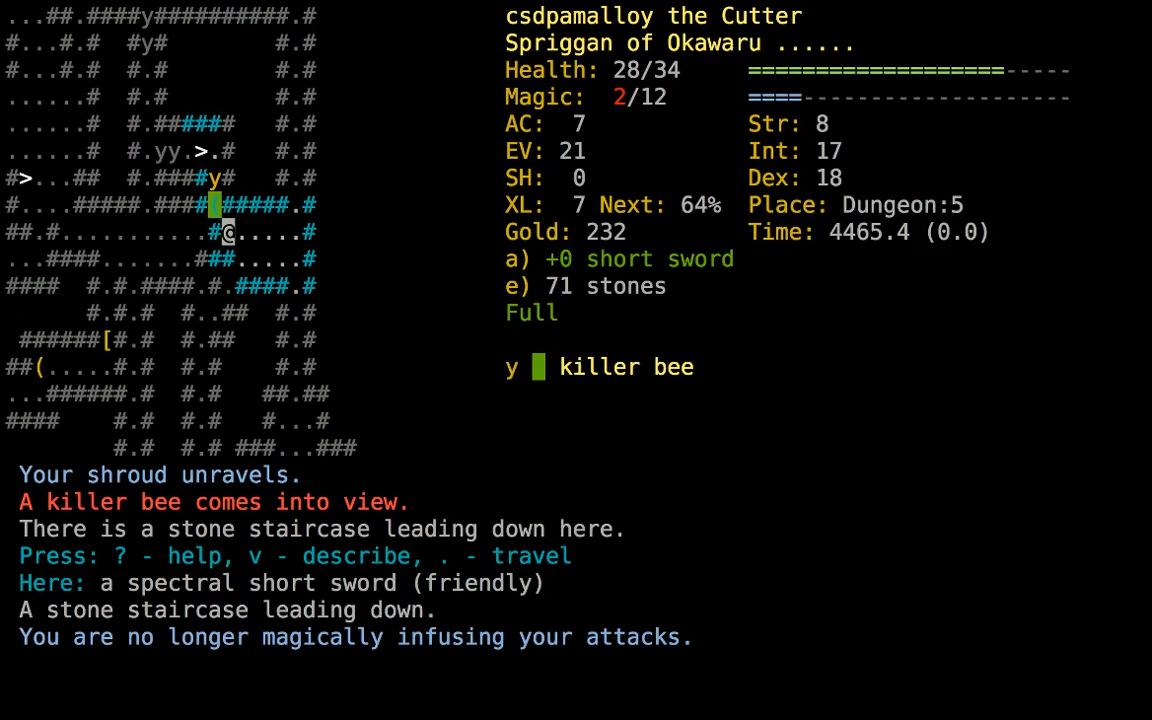 ...##.####y##########.#   csdpamalloy the Cutter
#...#.#  #y#        #.#   Spriggan of Okawaru ......
#...#.#  #.#        #.#   Health: 28/34     ===================-----
......#  #.#        #.#   Magic:  2/12      ====--------------------
......#  #.######   #.#   AC:  7            Str: 8
......#  #.yy.>.#   #.#   EV: 21            Int: 17
#>...##  #.#####y#   #.#   SH:  0            Dex: 18
#....#####.####(#####.#   XL:  7 Next: 64%  Place: Dungeon:5
##.#...........#@.....#   Gold: 232         Time: 4465.4 (0.0)
...####.......###.....#   a) +0 short sword
####  #.#.####.#.####.#   e) 71 stones
#.#.#  #..##  #.#   Full
######[#.#  #.##   #.#
##(.....#.#  #.#   #.#   y killer bee
...######.#  #.#  ##.##
####    #.#  #.#  #...#
#.#  #.# ###...###
Your shroud unravels.
A killer bee comes into view.
There is a stone staircase leading down here.
Press: ? - help, v - describe, . - travel
Here: a spectral short sword (friendly)
A stone staircase leading down.
You are no longer magically infusing your attacks.